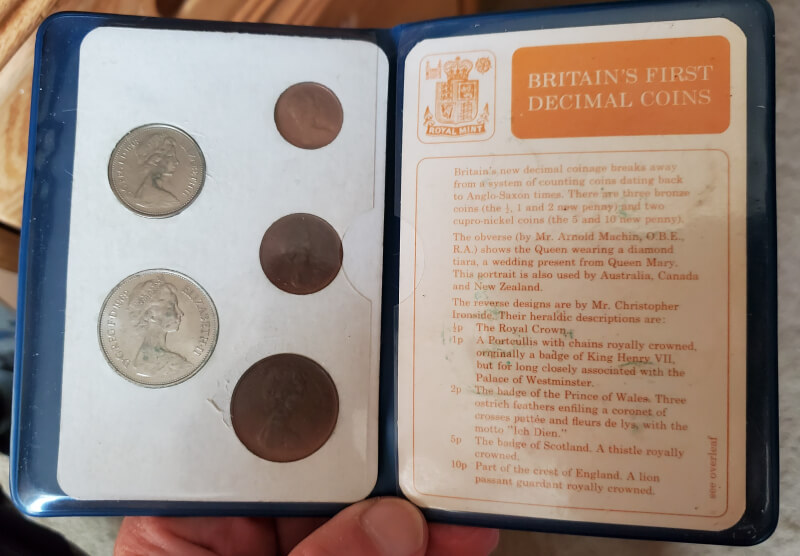 D·G·REG·F·D·1968
ELIZABETH·II
ROYAL MINT
BRITAIN'S FIRST
DECIMAL COINS
Britain's new decimal coinage breaks away
from a system of counting coins dating back
to Anglo-Saxon times. There are three bronze
coins (the ½, 1 and 2 new penny) and two
cupro-nickel coins (the 5 and 10 new penny).
The obverse (by Mr. Arnold Machin, O.B.E.,
R.A.) shows the Queen wearing a diamond
tiara, a wedding present from Queen Mary.
This portrait is also used by Australia, Canada
and New Zealand.
The reverse designs are by Mr. Christopher
Ironside. Their heraldic descriptions are:
½p The Royal Crown.
1p A Portcullis with chains royally crowned,
originally a badge of King Henry VII,
but for long closely associated with the
Palace of Westminster.
2p The badge of the Prince of Wales. Three
ostrich feathers enfiling a coronet of
crosses pattée and fleurs de lys, with the
motto "Ich Dien."
5p The badge of Scotland. A thistle royally
crowned.
10p Part of the crest of England. A lion
passant guardant royally crowned.
see overleaf